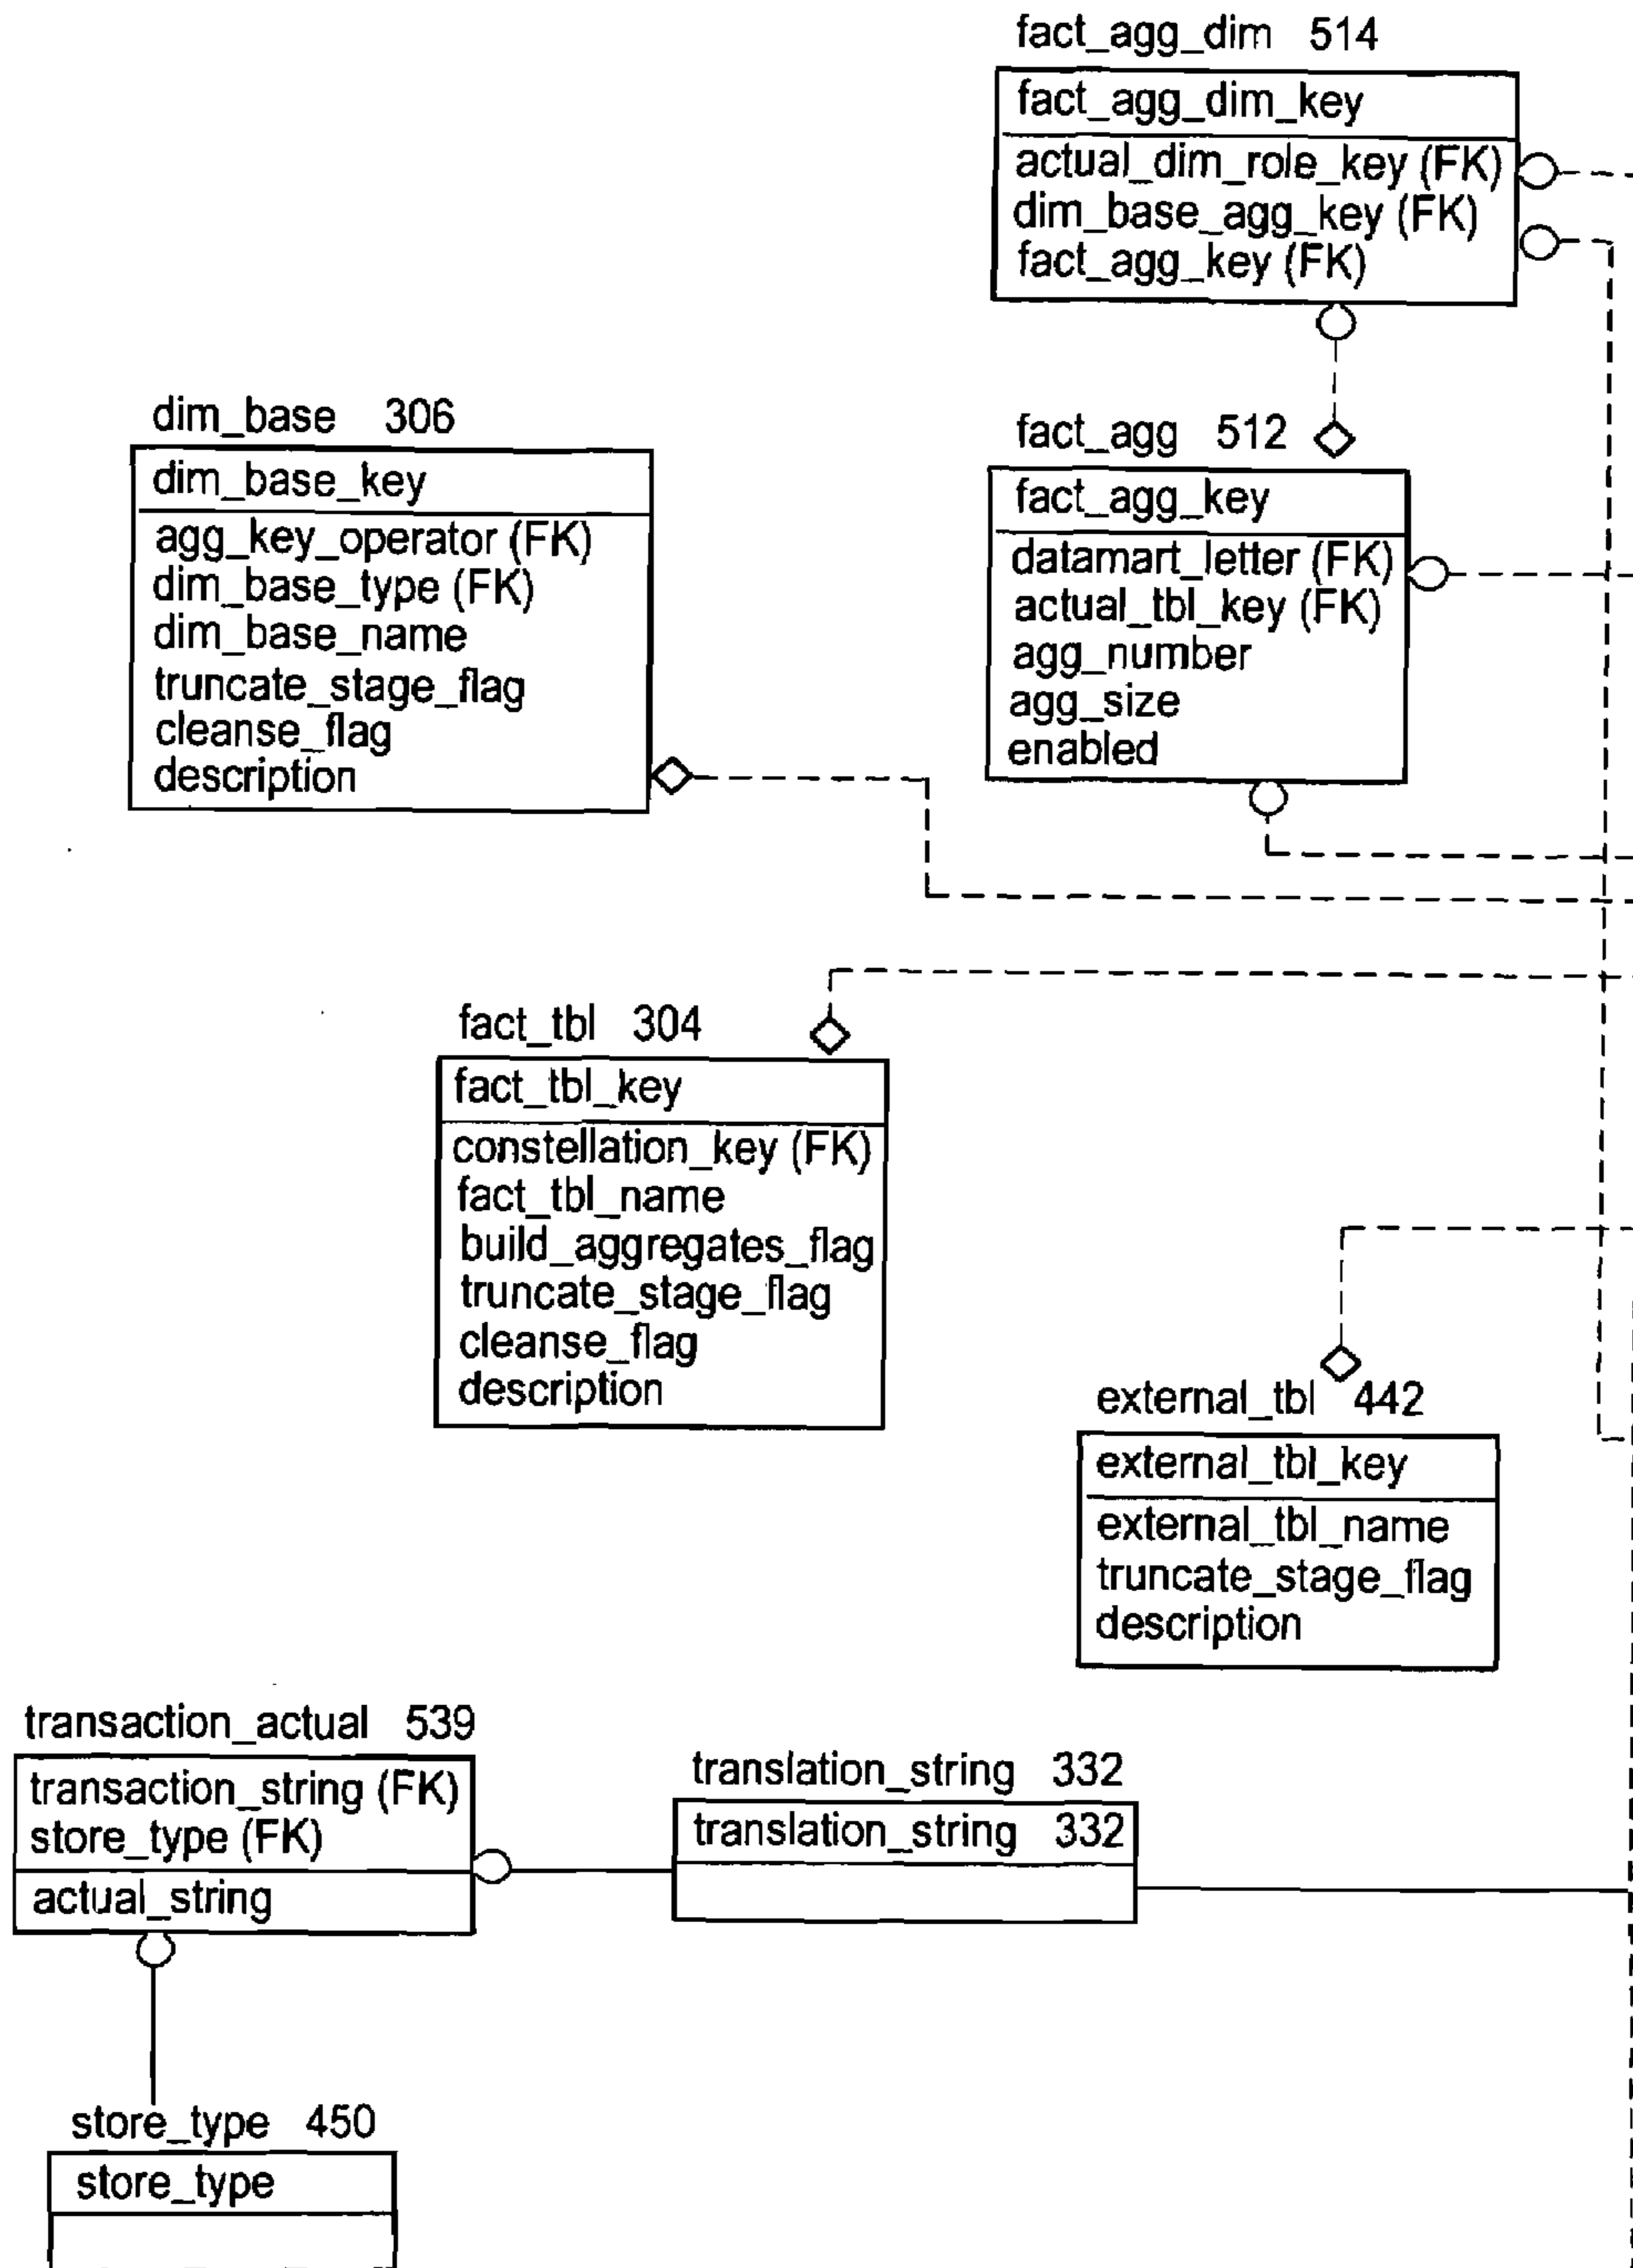 fact_agg_dim 514
fact_agg_dim_key
actual_dim_role_key (FK)
dim_base_agg_key (FK)
fact_agg_key (FK)
dim_base 306
dim_base_key
agg_key_operator (FK)
dim_base_type (FK)
dim_base_name
truncate_stage_flag
cleanse_flag
description
fact_agg 512
fact_agg_key
datamart_letter (FK)
actual_tbl_key (FK)
agg_number
agg_size
enabled
fact_tbl 304
fact_tbl_key
constellation_key (FK)
fact_tbl_name
build_aggregates_flag
truncate_stage_flag
cleanse_flag
description
external_tbl 442
external_tbl_key
external_tbl_name
truncate_stage_flag
description
transaction_actual 539
transaction_string (FK)
store_type (FK)
actual_string
translation_string 332
translation_string 332
store_type 450
store_type